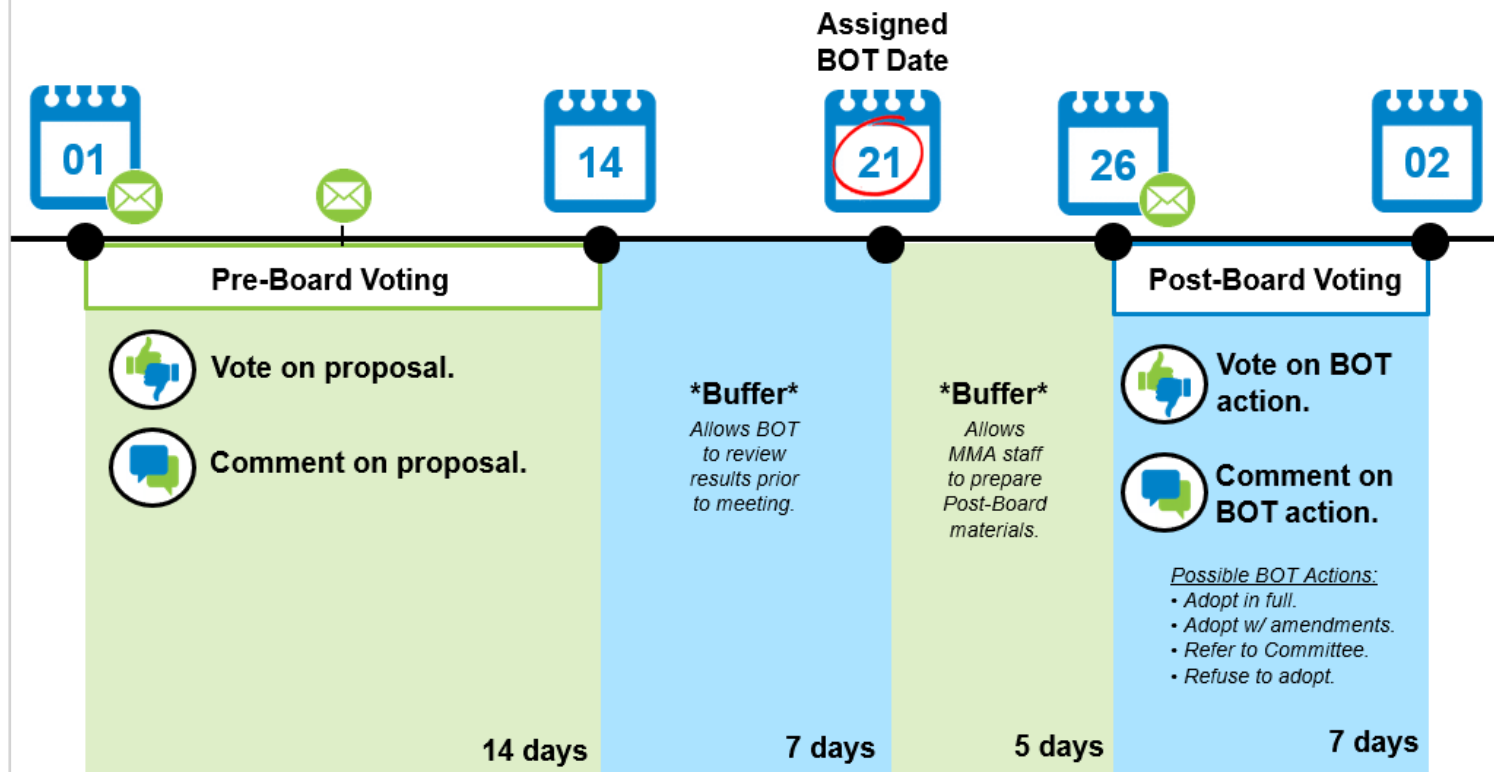 Assigned
BOT Date
01
14
21
26
02
Pre-Board Voting
Vote on proposal.
Comment on proposal.
14 days
*Buffer*
Allows BOT
to review
results prior
to meeting.
7 days
*Buffer*
Allows
MMA staff
to prepare
Post-Board
materials.
5 days
Post-Board Voting
Vote on BOT
action.
Comment on
BOT action.
Possible BOT Actions:
• Adopt in full.
• Adopt w/ amendments.
• Refer to Committee.
• Refuse to adopt.
7 days